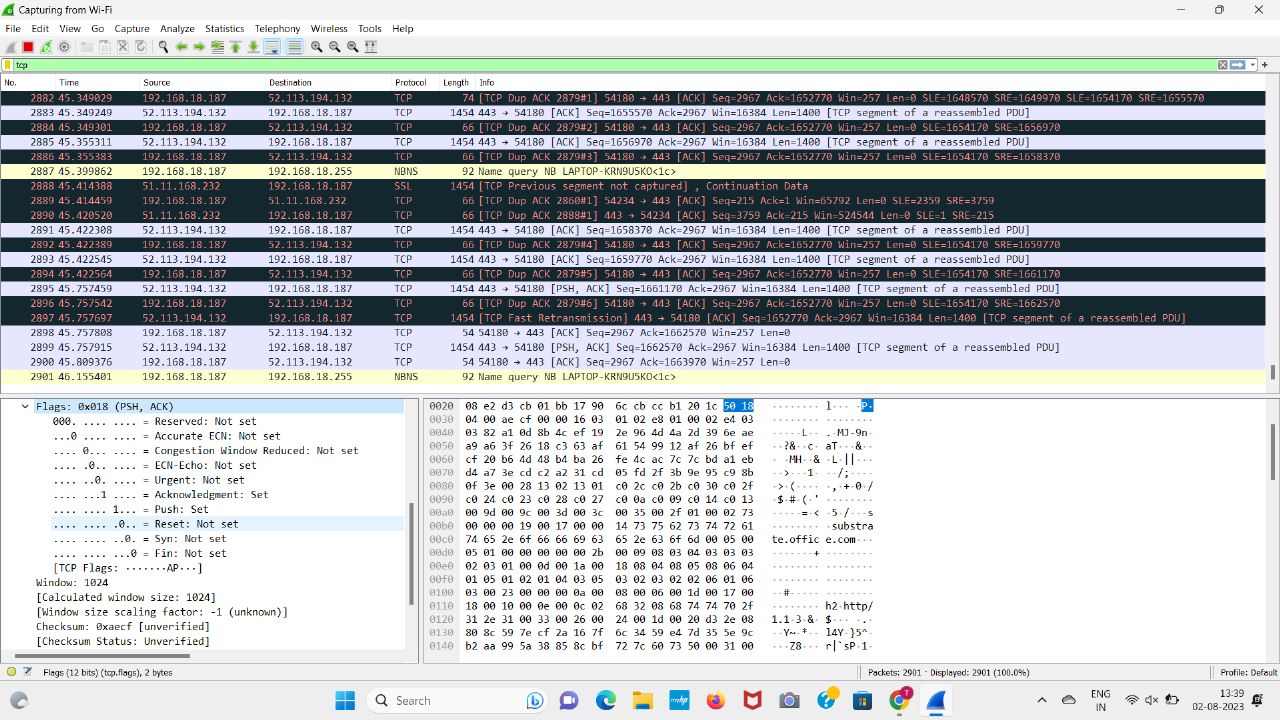 Capturing from Wi-Fi
File Edit View Go Capture Analyze Statistics Telephony Wireless Tools Help
tcp
No. Time Source Destination Protocol Length Info
2882 45.349029 192.168.18.187 52.113.194.132 TCP 74 [TCP Dup ACK 2879#1] 54180 → 443 [ACK] Seq=2967 Ack=1652770 Win=257 Len=0 SLE=1648570 SRE=1649970 SLE=1654170 SRE=1655570
2883 45.349249 52.113.194.132 192.168.18.187 TCP 1454 443 → 54180 [ACK] Seq=1655570 Ack=2967 Win=16384 Len=1400 [TCP segment of a reassembled PDU]
2884 45.349301 192.168.18.187 52.113.194.132 TCP 66 [TCP Dup ACK 2879#2] 54180 → 443 [ACK] Seq=2967 Ack=1652770 Win=257 Len=0 SLE=1654170 SRE=1656970
2885 45.355311 52.113.194.132 192.168.18.187 TCP 1454 443 → 54180 [ACK] Seq=1656970 Ack=2967 Win=16384 Len=1400 [TCP segment of a reassembled PDU]
2886 45.355383 192.168.18.187 52.113.194.132 TCP 66 [TCP Dup ACK 2879#3] 54180 → 443 [ACK] Seq=2967 Ack=1652770 Win=257 Len=0 SLE=1654170 SRE=1658370
2887 45.399862 192.168.18.187 192.168.18.255 NBNS 92 Name query NB LAPTOP-KRN9U5KO<1c>
2888 45.414388 51.11.168.232 192.168.18.187 SSL 1454 [TCP Previous segment not captured] , Continuation Data
2889 45.414459 192.168.18.187 51.11.168.232 TCP 66 [TCP Dup ACK 2860#1] 54234 → 443 [ACK] Seq=215 Ack=1 Win=65792 Len=0 SLE=2359 SRE=3759
2890 45.420520 51.11.168.232 192.168.18.187 TCP 66 [TCP Dup ACK 2888#1] 443 → 54234 [ACK] Seq=3759 Ack=215 Win=524544 Len=0 SLE=1 SRE=215
2891 45.422308 52.113.194.132 192.168.18.187 TCP 1454 443 → 54180 [ACK] Seq=1658370 Ack=2967 Win=16384 Len=1400 [TCP segment of a reassembled PDU]
2892 45.422389 192.168.18.187 52.113.194.132 TCP 66 [TCP Dup ACK 2879#4] 54180 → 443 [ACK] Seq=2967 Ack=1652770 Win=257 Len=0 SLE=1654170 SRE=1659770
2893 45.422545 52.113.194.132 192.168.18.187 TCP 1454 443 → 54180 [ACK] Seq=1659770 Ack=2967 Win=16384 Len=1400 [TCP segment of a reassembled PDU]
2894 45.422564 192.168.18.187 52.113.194.132 TCP 66 [TCP Dup ACK 2879#5] 54180 → 443 [ACK] Seq=2967 Ack=1652770 Win=257 Len=0 SLE=1654170 SRE=1661170
2895 45.757459 52.113.194.132 192.168.18.187 TCP 1454 443 → 54180 [PSH, ACK] Seq=1661170 Ack=2967 Win=16384 Len=1400 [TCP segment of a reassembled PDU]
2896 45.757542 192.168.18.187 52.113.194.132 TCP 66 [TCP Dup ACK 2879#6] 54180 → 443 [ACK] Seq=2967 Ack=1652770 Win=257 Len=0 SLE=1654170 SRE=1662570
2897 45.757697 52.113.194.132 192.168.18.187 TCP 1454 [TCP Fast Retransmission] 443 → 54180 [ACK] Seq=1652770 Ack=2967 Win=16384 Len=1400 [TCP segment of a reassembled PDU]
2898 45.757808 192.168.18.187 52.113.194.132 TCP 54 54180 → 443 [ACK] Seq=2967 Ack=1662570 Win=257 Len=0
2899 45.757915 52.113.194.132 192.168.18.187 TCP 1454 443 → 54180 [PSH, ACK] Seq=1662570 Ack=2967 Win=16384 Len=1400 [TCP segment of a reassembled PDU]
2900 45.809376 192.168.18.187 52.113.194.132 TCP 54 54180 → 443 [ACK] Seq=2967 Ack=1663970 Win=257 Len=0
2901 46.155401 192.168.18.187 192.168.18.255 NBNS 92 Name query NB LAPTOP-KRN9U5KO<1c>
Flags: 0x018 (PSH, ACK)
000. .... .... = Reserved: Not set
...0 .... .... = Accurate ECN: Not set
.... 0... .... = Congestion Window Reduced: Not set
.... .0.. .... = ECN-Echo: Not set
.... ..0. .... = Urgent: Not set
.... ...1 .... = Acknowledgment: Set
.... .... 1... = Push: Set
.... .... .0.. = Reset: Not set
.... .... ..0. = Syn: Not set
.... .... ...0 = Fin: Not set
[TCP Flags: ·······AP···]
Window: 1024
[Calculated window size: 1024]
[Window size scaling factor: -1 (unknown)]
Checksum: 0xaecf [unverified]
[Checksum Status: Unverified]
0020 08 e2 d3 cb 01 bb 17 90 6c cb cc b1 20 1c 50 18
0030 04 00 ae cf 00 00 16 03 01 02 e8 01 00 02 e4 03
0040 03 82 a1 0d 8b 4c ef 19 2e 96 4d 4a 2d 39 6e ae
0050 a9 a6 3f 26 18 c3 63 af 61 54 99 12 af 26 bf ef
0060 cf 20 b6 4d 48 b4 ba 26 fe 4c ac 7c 7c bd a1 eb
0070 d4 a7 3e cd c2 a2 31 cd 05 fd 2f 3b 9e 95 c9 8b
0080 0f 3e 00 28 13 02 13 01 c0 2c c0 2b c0 30 c0 2f
0090 c0 24 c0 23 c0 28 c0 27 c0 0a c0 09 c0 14 c0 13
00a0 00 9d 00 9c 00 3d 00 3c 00 35 00 2f 01 00 02 73
00b0 00 00 00 19 00 17 00 00 14 73 75 62 73 74 72 61
00c0 74 65 2e 6f 66 66 69 63 65 2e 63 6f 6d 00 05 00
00d0 05 01 00 00 00 00 00 2b 00 09 08 03 04 03 03 03
00e0 02 03 01 00 0d 00 1a 00 18 08 04 08 05 08 06 04
00f0 01 05 01 02 01 04 03 05 03 02 03 02 02 06 01 06
0100 03 00 23 00 00 00 0a 00 08 00 06 00 1d 00 17 00
0110 18 00 10 00 0e 00 0c 02 68 32 08 68 74 74 70 2f
0120 31 2e 31 00 33 00 26 00 24 00 1d 00 20 d3 2e 08
0130 80 8c 59 7e cf 2a 16 7f 6c 34 59 e4 7d 35 5e 9c
0140 b2 aa 99 5a 38 85 8c bf 72 7c 60 73 50 00 31 00
········ l··· ·P·
·····L·· .·MJ-9n·
··?&··c· aT···&··
· ·MH··& ·L·||···
··>···1· ··/;····
·>·(···· ·,·+·0·/
·$·#·(·' ········
·····=·< ·5·/···s
········ ·substra
te.offic e.com···
·······+ ········
··#·····
········ h2·http/
1.1·3·&· $··· ·.·
··Y~·*·· l4Y·}5^·
···Z8··· r|`sP·1·
Flags (12 bits) (tcp.flags), 2 bytes
Packets: 2901 · Displayed: 2901 (100.0%)
Profile: Default
Search
ENG
IN
13:39
02-08-2023